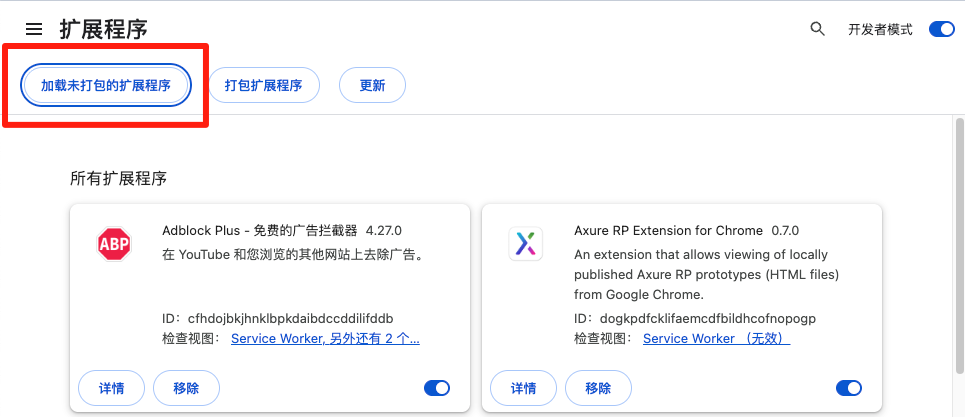 扩展程序
开发者模式
加载未打包的扩展程序
打包扩展程序
更新
所有扩展程序
ABP
Adblock Plus - 免费的广告拦截器 4.27.0
在 YouTube 和您浏览的其他网站上去除广告。
ID：cfhdojbkjhnklbpkdaibdccddilifddb
检查视图： Service Worker, 另外还有 2 个...
详情
移除
Axure RP Extension for Chrome 0.7.0
An extension that allows viewing of locally
published Axure RP prototypes (HTML files)
from Google Chrome.
ID：dogkpdfcklifaemcdfbildhcofnopogp
检查视图： Service Worker （无效）
详情
移除